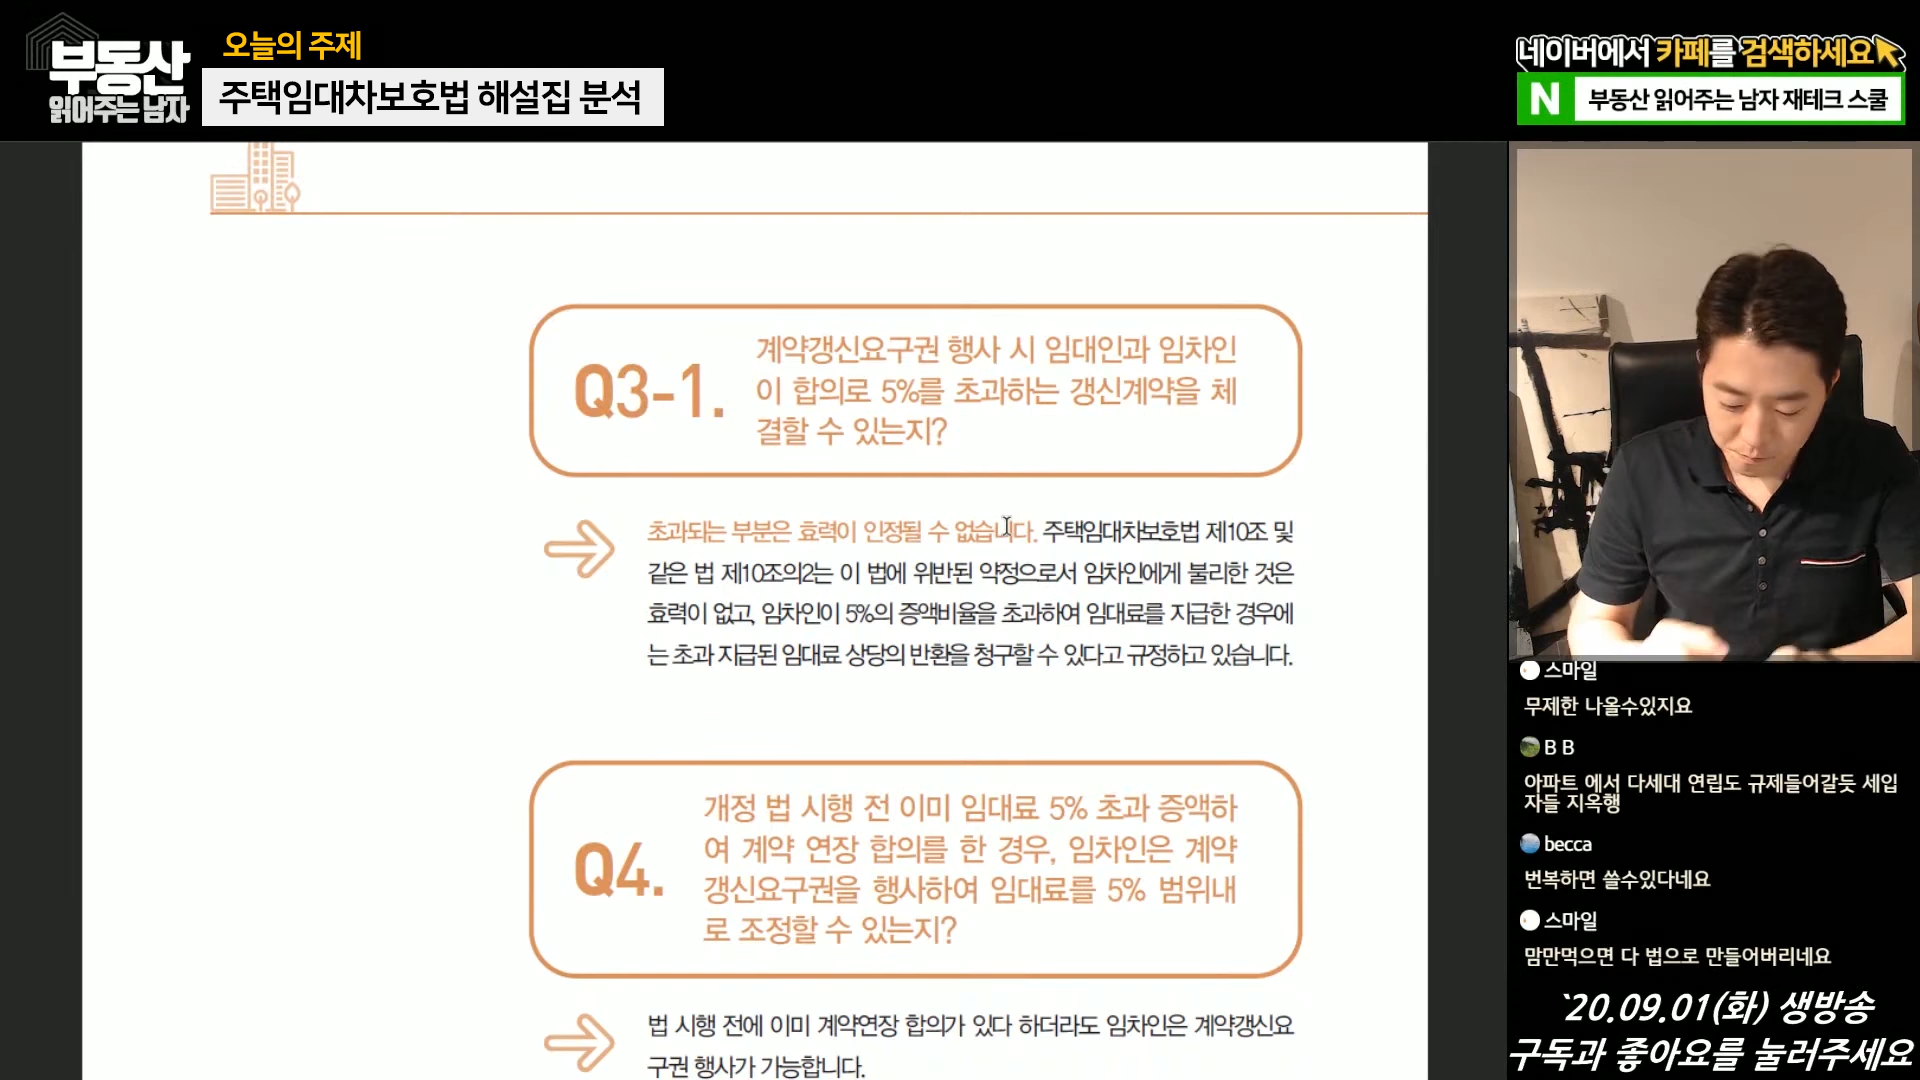 부동산
읽어주는 남자
오늘의 주제
주택임대차보호법 해설집 분석
네이버에서 카페를 검색하세요
N 부동산 읽어주는 남자 재테크 스쿨
Q3-1.
계약갱신요구권 행사 시 임대인과 임차인
이 합의로 5%를 초과하는 갱신계약을 체
결할 수 있는지?
초과되는 부분은 효력이 인정될 수 없습니다. 주택임대차보호법 제10조 및
같은 법 제10조의2는 이 법에 위반된 약정으로서 임차인에게 불리한 것은
효력이 없고, 임차인이 5%의 증액비율을 초과하여 임대료를 지급한 경우에
는 초과 지급된 임대료 상당의 반환을 청구할 수 있다고 규정하고 있습니다.
Q4.
개정 법 시행 전 이미 임대료 5% 초과 증액하
여 계약 연장 합의를 한 경우, 임차인은 계약
갱신요구권을 행사하여 임대료를 5% 범위내
로 조정할 수 있는지?
법 시행 전에 이미 계약연장 합의가 있다 하더라도 임차인은 계약갱신요
구권 행사가 가능합니다.
스마일
무제한 나올수있지요
B B
아파트 에서 다세대 연립도 규제들어갈듯 세입
자들 지옥행
becca
번복하면 쓸수있다네요
스마일
맘만먹으면 다 법으로 만들어버리네요
`20.09.01(화) 생방송
구독과 좋아요를 눌러주세요